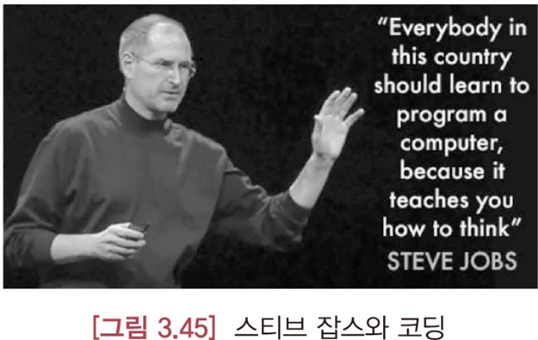 “Everybody in
this country
should learn to
program a
computer,
because it
teaches you
how to think”
STEVE JOBS
[그림 3.45] 스티브 잡스와 코딩